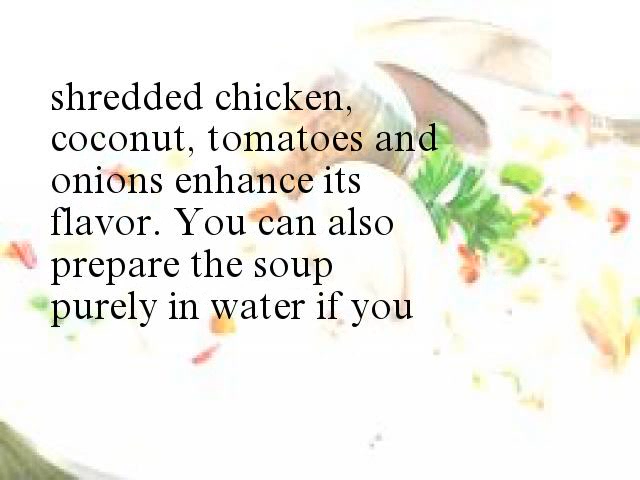 shredded chicken,
coconut, tomatoes and
onions enhance its
flavor. You can also
prepare the soup
purely in water if you